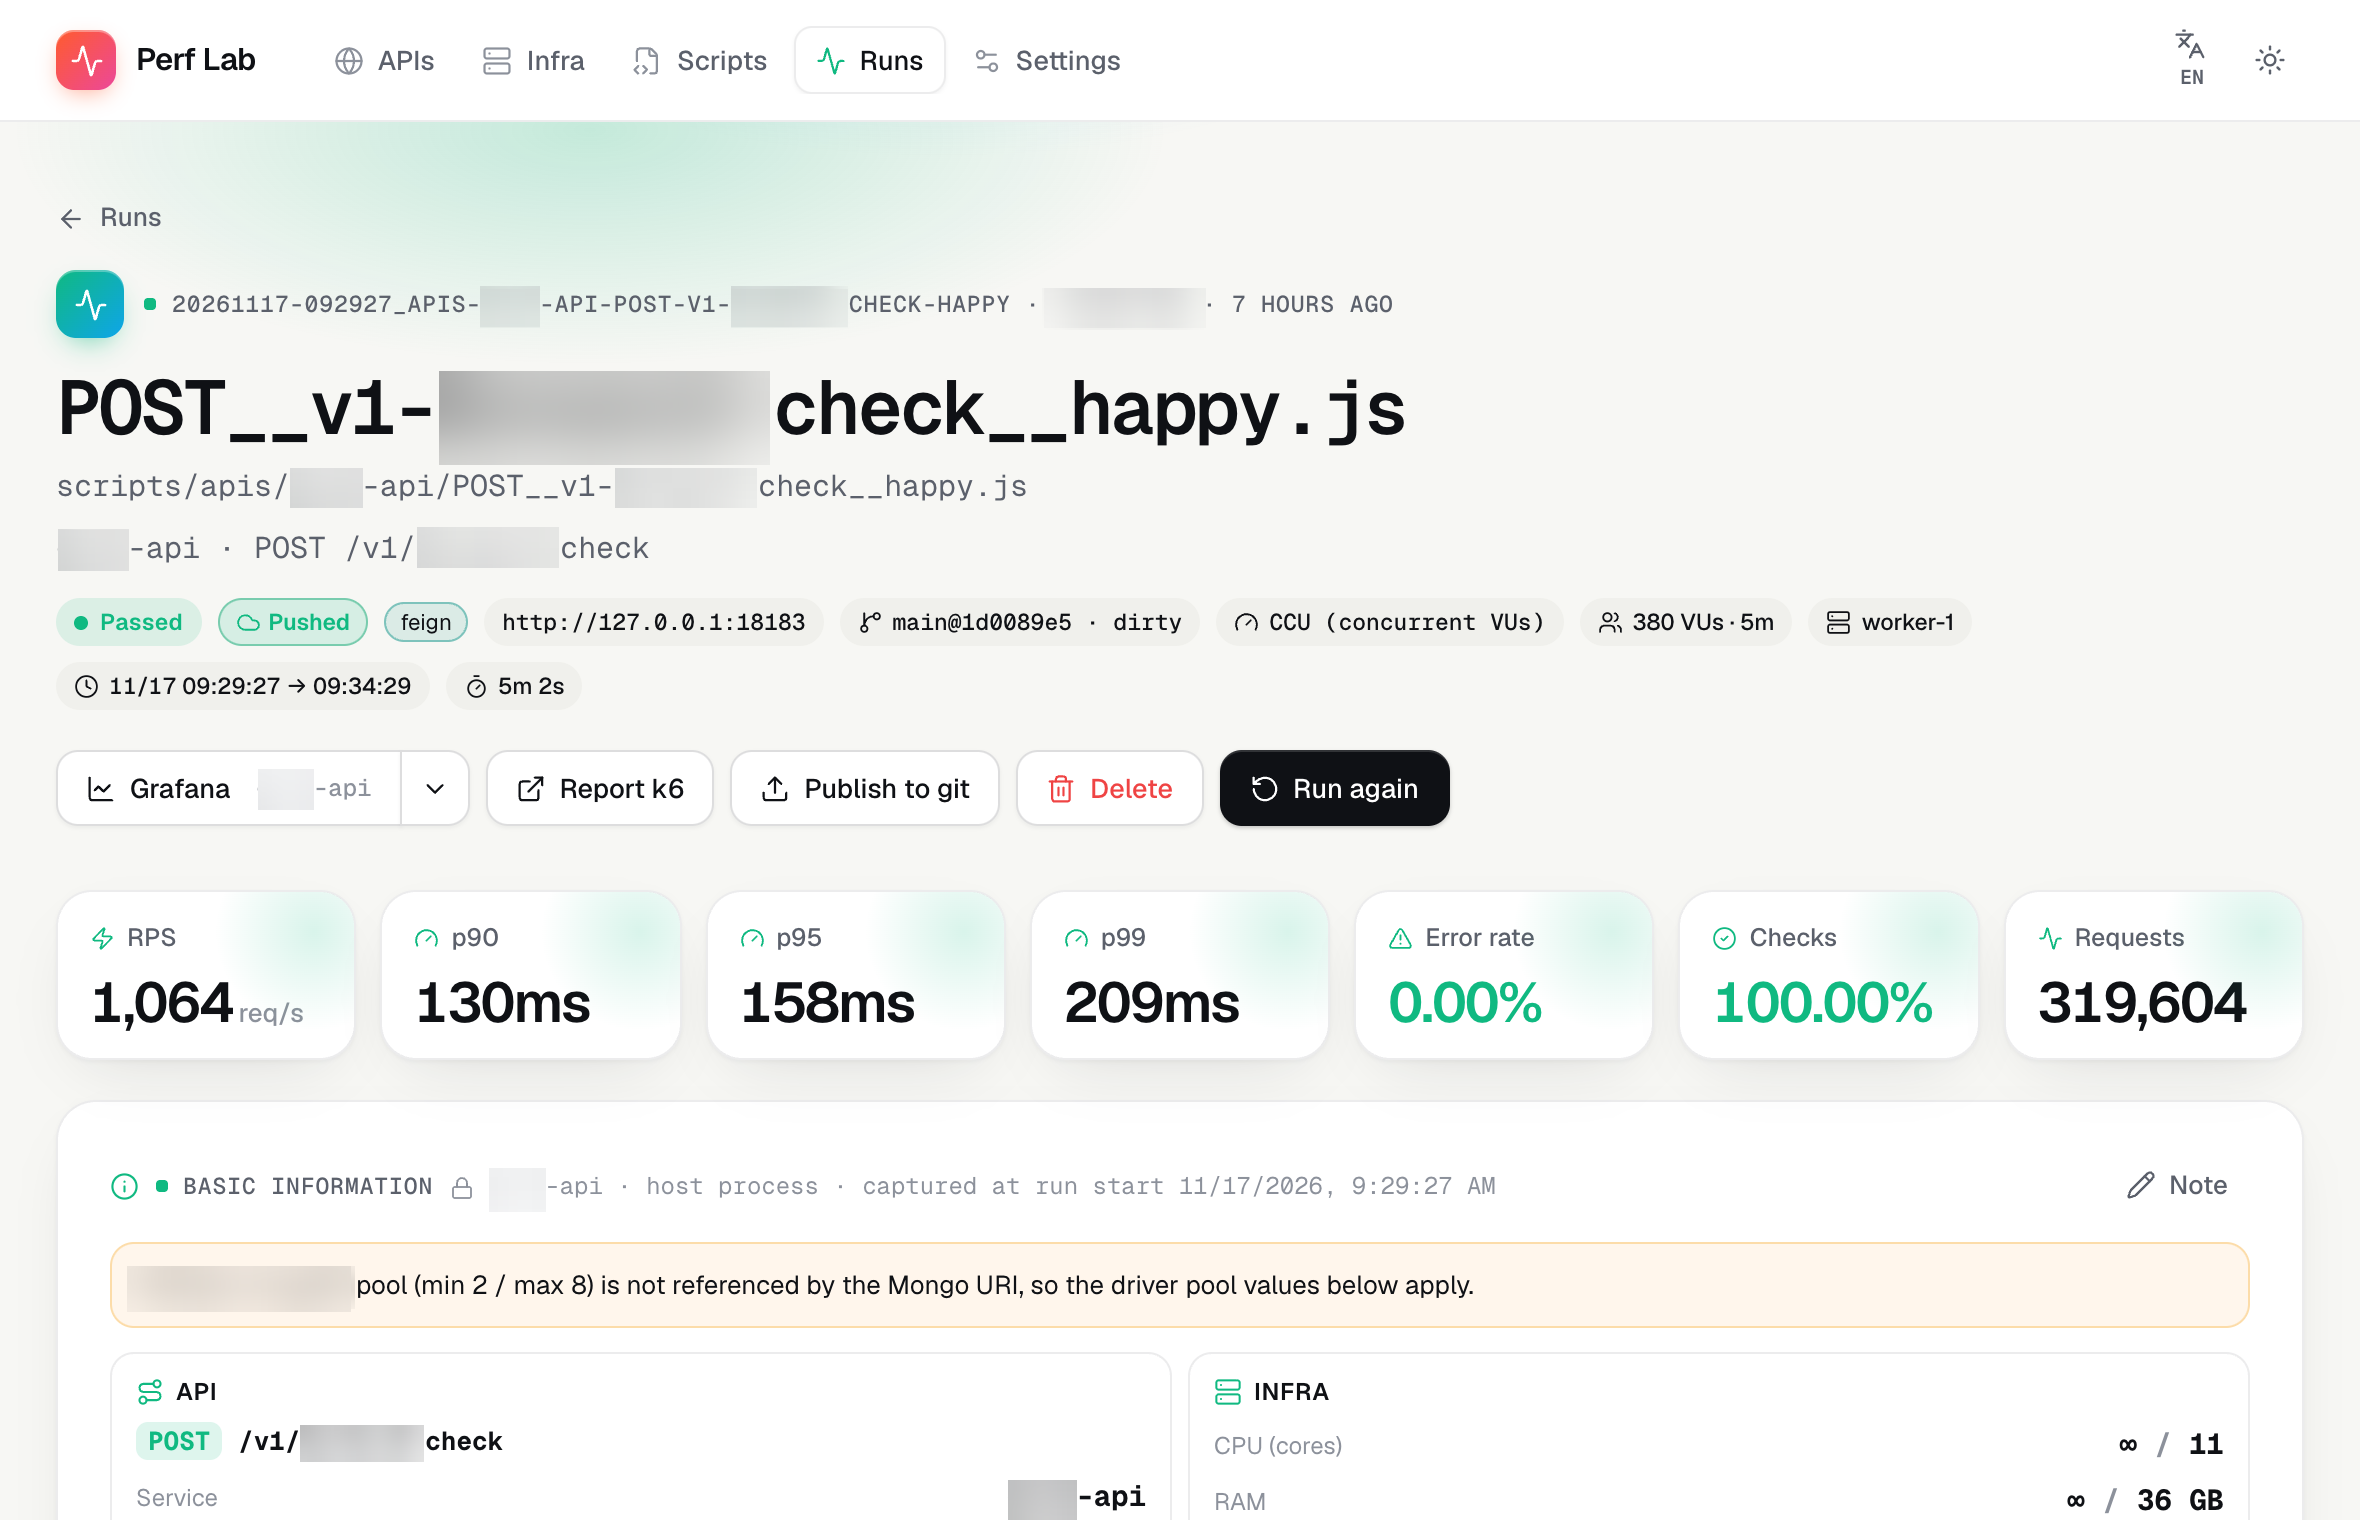 Perf Lab APIs Infra Scripts Runs Settings EN
Runs
20261117-092927_APIS- -API-POST-V1- CHECK-HAPPY · · 7 HOURS AGO
POST__v1- check__happy.js
scripts/apis/ -api/POST__v1- check__happy.js
-api · POST /v1/ check
Passed Pushed feign http://127.0.0.1:18183 main@1d0089e5 · dirty CCU (concurrent VUs) 380 VUs · 5m worker-1
11/17 09:29:27 → 09:34:29 5m 2s
Grafana -api Report k6 Publish to git Delete Run again
RPS p90 p95 p99 Error rate Checks Requests
1,064 req/s 130ms 158ms 209ms 0.00% 100.00% 319,604
BASIC INFORMATION -api · host process · captured at run start 11/17/2026, 9:29:27 AM Note
pool (min 2 / max 8) is not referenced by the Mongo URI, so the driver pool values below apply.
API
POST /v1/ check
Service -api
INFRA
CPU (cores) ∞ / 11
RAM ∞ / 36 GB